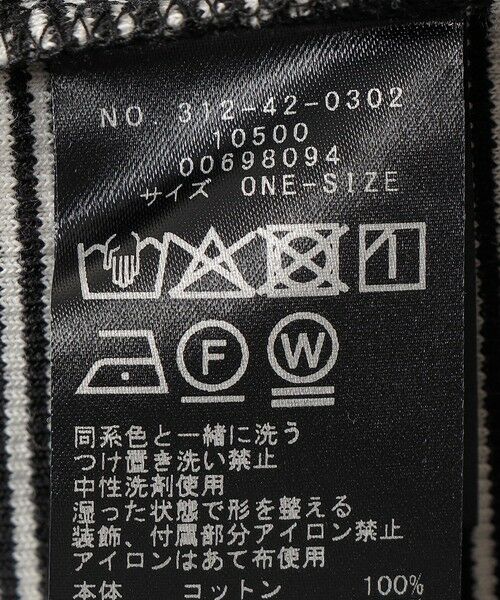 NO. 312-42-0302
10500
00698094
サイズ ONE-SIZE
F W
同系色と一緒に洗う
つけ置き洗い禁止
中性洗剤使用
湿った状態で形を整える
装飾、付属部分アイロン禁止
アイロンはあて布使用
本体 コットン 100%